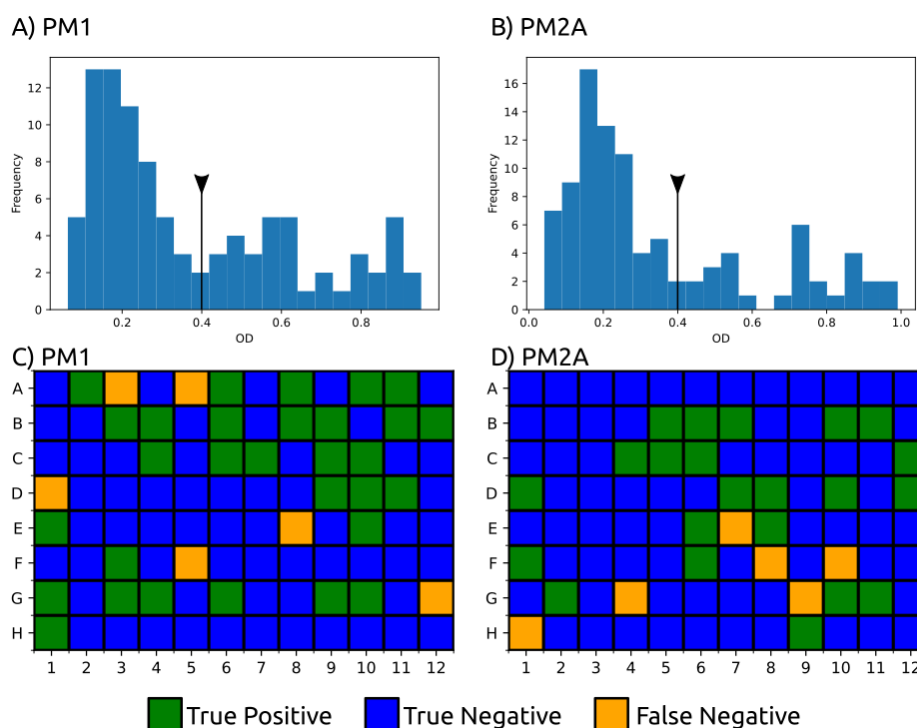 A) PM1
B) PM2A
12
10
8
6
4
2
0
Frequency
0.2
0.4
0.6
0.8
OD
16
14
12
10
8
6
4
2
0
Frequency
0.0
0.2
0.4
0.6
0.8
1.0
OD
C) PM1
D) PM2A
A
B
C
D
E
F
G
H
1 2 3 4 5 6 7 8 9 10 11 12
A
B
C
D
E
F
G
H
1 2 3 4 5 6 7 8 9 10 11 12
True Positive True Negative False Negative